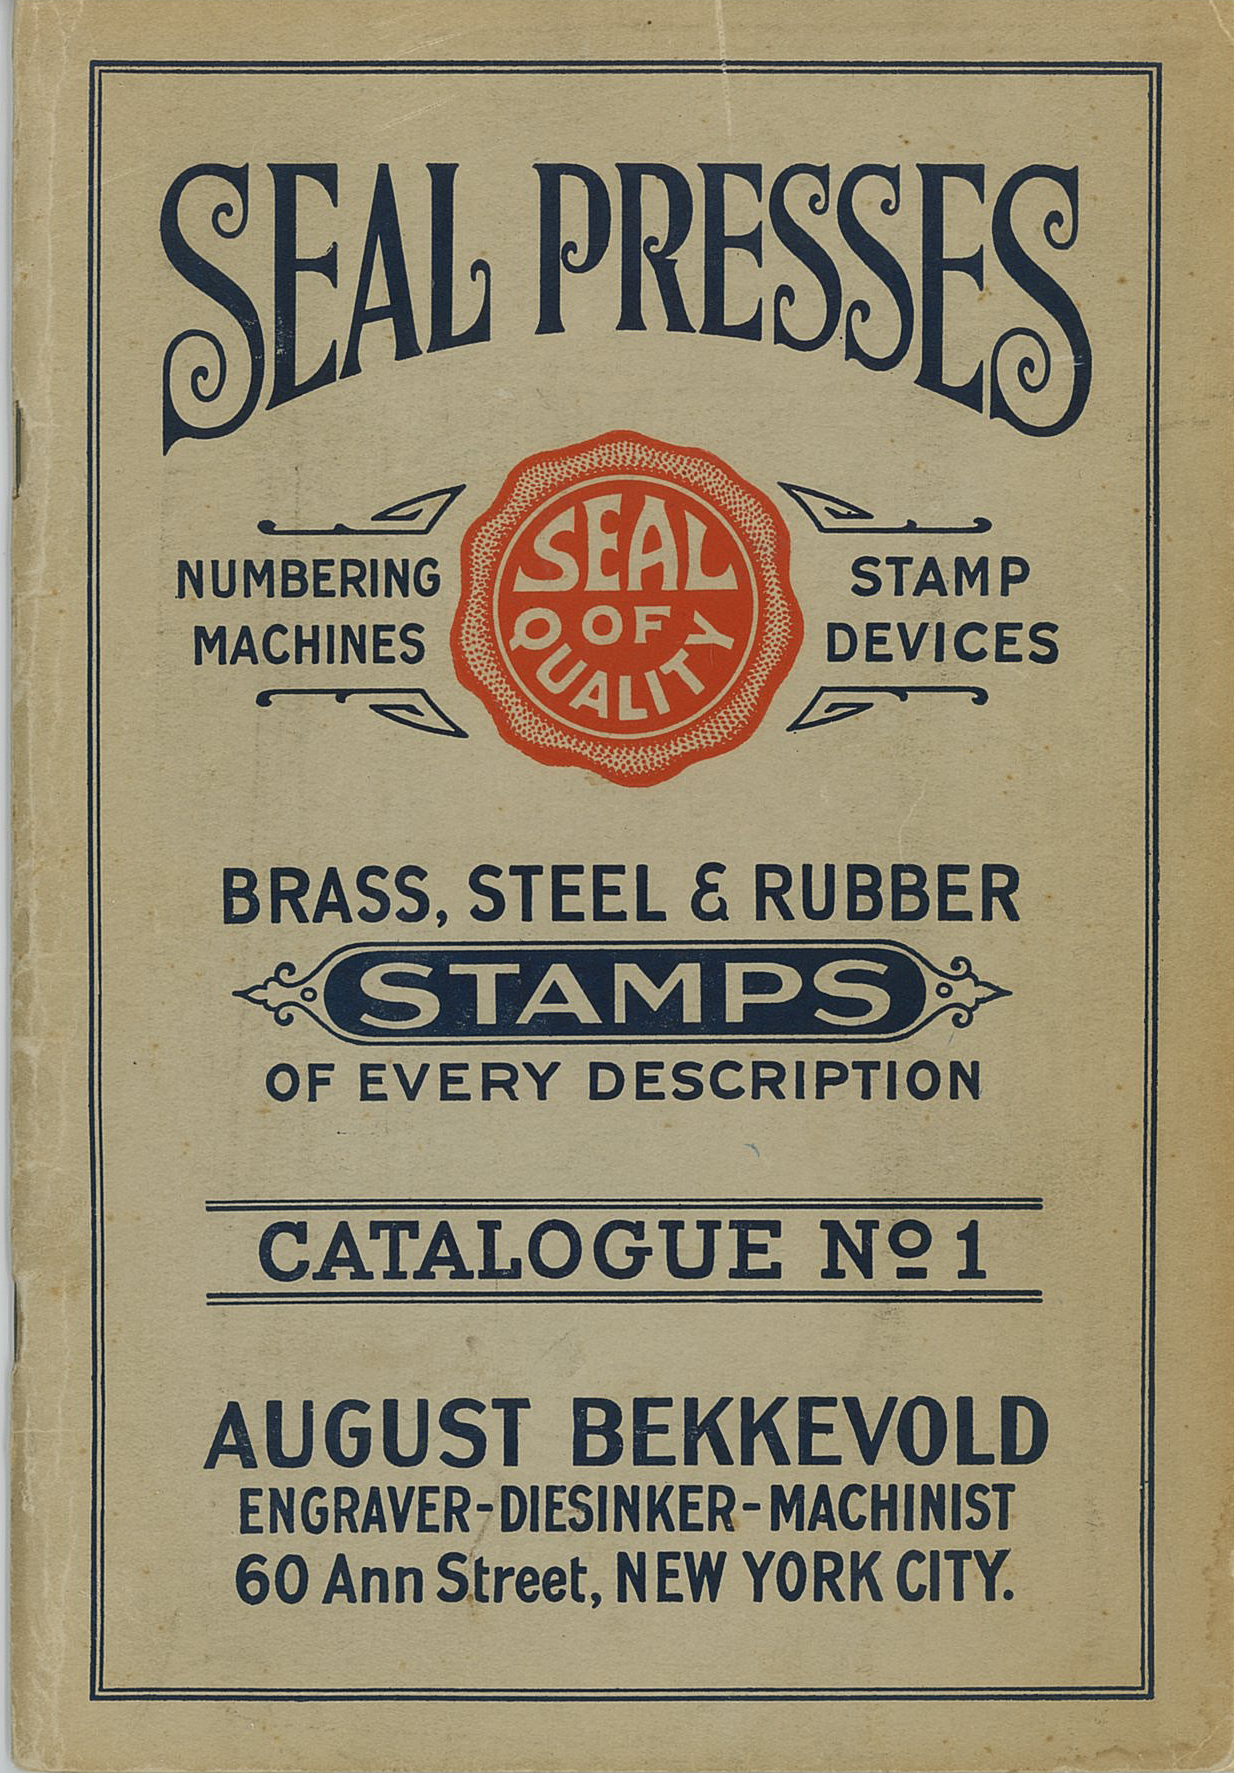 SEAL PRESSES
NUMBERING
MACHINES
SEAL
OF
QUALITY
STAMP
DEVICES
BRASS, STEEL & RUBBER
STAMPS
OF EVERY DESCRIPTION
CATALOGUE Nº 1
AUGUST BEKKEVOLD
ENGRAVER-DIESINKER-MACHINIST
60 Ann Street, NEW YORK CITY.